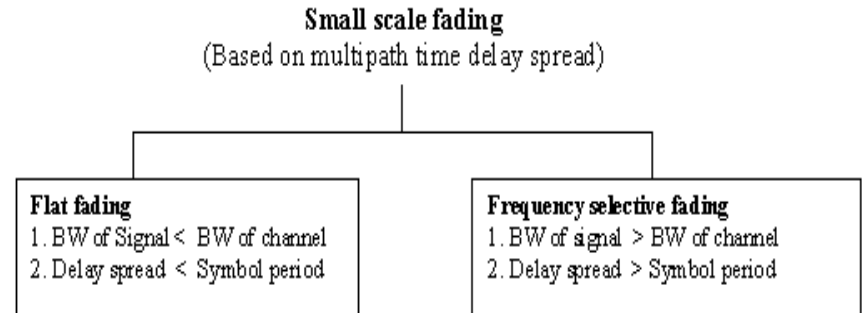 Small scale fading
(Based on multipath time delay spread)
Flat fading
1. BW of Signal < BW of channel
2. Delay spread < Symbol period
Frequency selective fading
1. BW of signal > BW of channel
2. Delay spread > Symbol period